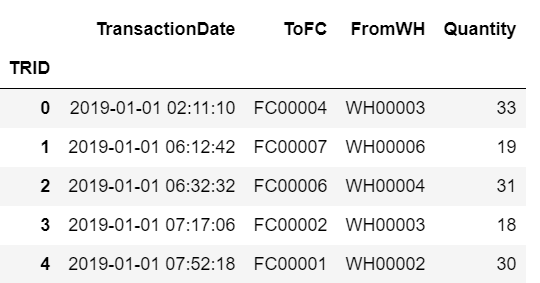 TransactionDate ToFC FromWH Quantity
TRID
0 2019-01-01 02:11:10 FC00004 WH00003 33
1 2019-01-01 06:12:42 FC00007 WH00006 19
2 2019-01-01 06:32:32 FC00006 WH00004 31
3 2019-01-01 07:17:06 FC00002 WH00003 18
4 2019-01-01 07:52:18 FC00001 WH00002 30